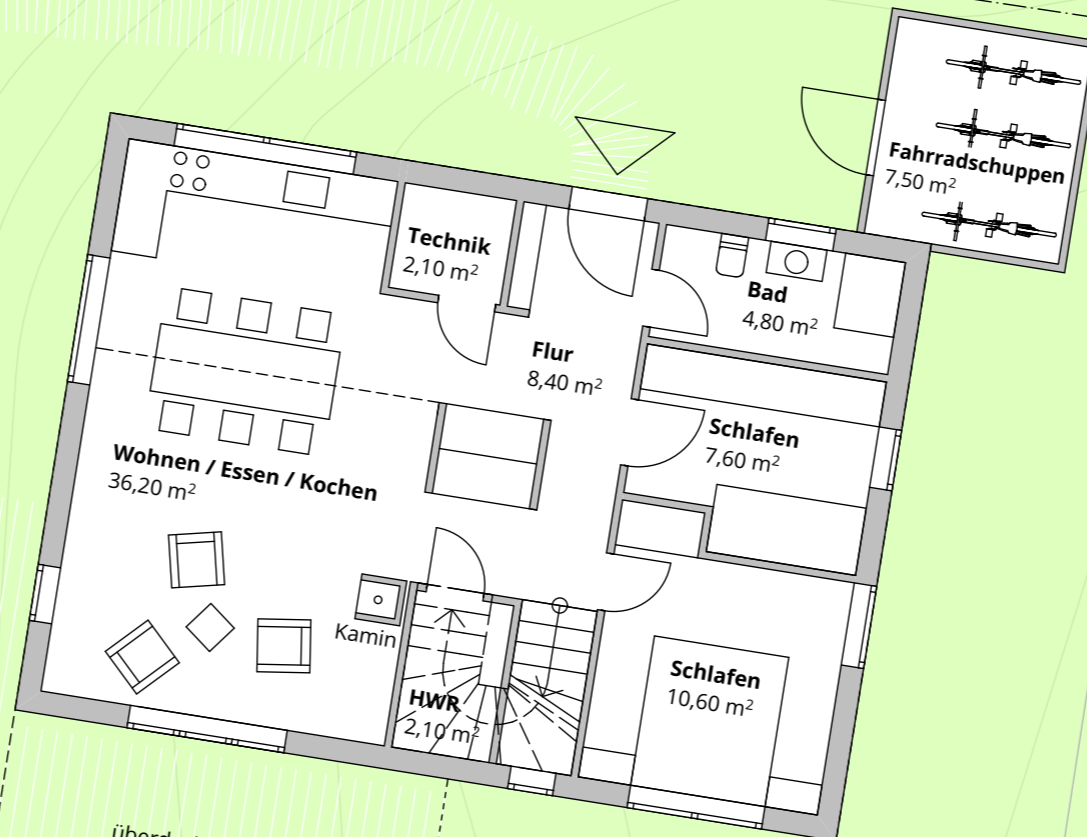 Fahrradschuppen
7,50 m²
Technik
2,10 m²
Bad
4,80 m²
Flur
8,40 m²
Schlafen
7,60 m²
Wohnen / Essen / Kochen
36,20 m²
Kamin
HWR
2,10 m²
Schlafen
10,60 m²